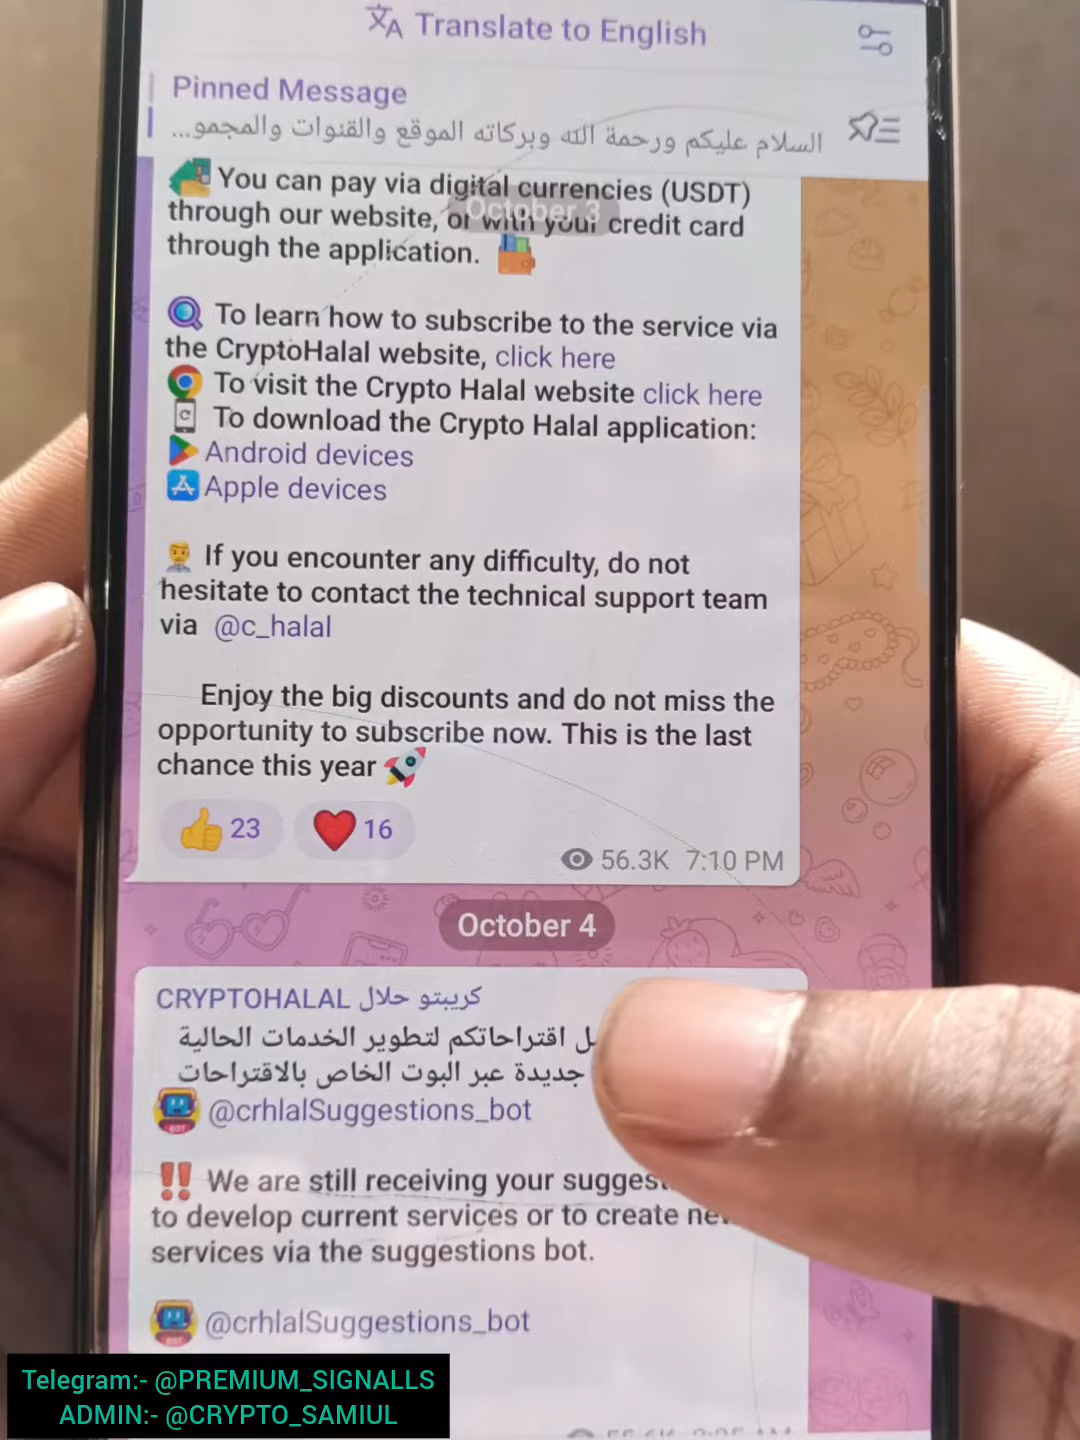 Translate to English
Pinned Message
السلام عليكم ورحمة الله وبركاته الموقع والقنوات والمجمو...
You can pay via digital currencies (USDT)
October 3
through our website, or with your credit card
through the application.
To learn how to subscribe to the service via
the CryptoHalal website, click here
To visit the Crypto Halal website click here
To download the Crypto Halal application:
Android devices
Apple devices
If you encounter any difficulty, do not
hesitate to contact the technical support team
via @c_halal
Enjoy the big discounts and do not miss the
opportunity to subscribe now. This is the last
chance this year
23 16
56.3K 7:10 PM
October 4
CRYPTOHALAL كريبتو حلال
اقتراحاتكم لتطوير الخدمات الحالية
جديدة عبر البوت الخاص بالاقتراحات
BOT @crhlalSuggestions_bot
!! We are still receiving your
to develop current services or to create
services via the suggestions bot.
@crhlalSuggestions_bot
Telegram:- @PREMIUM_SIGNALLS
ADMIN:- @CRYPTO_SAMIUL